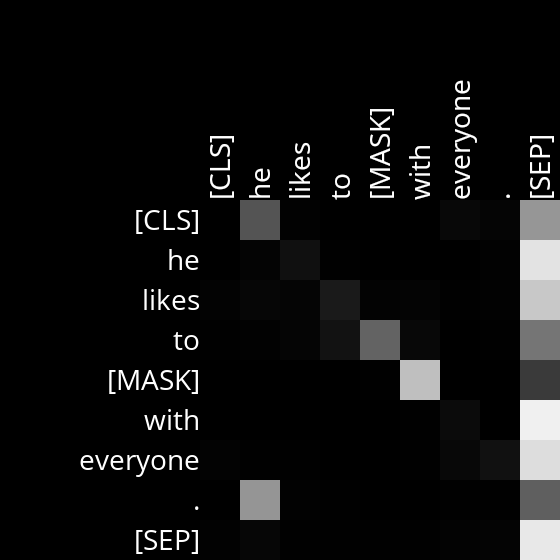 [CLS]
he
likes
to
[MASK]
with
everyone
.
[SEP]
[CLS]
he
likes
to
[MASK]
with
everyone
.
[SEP]